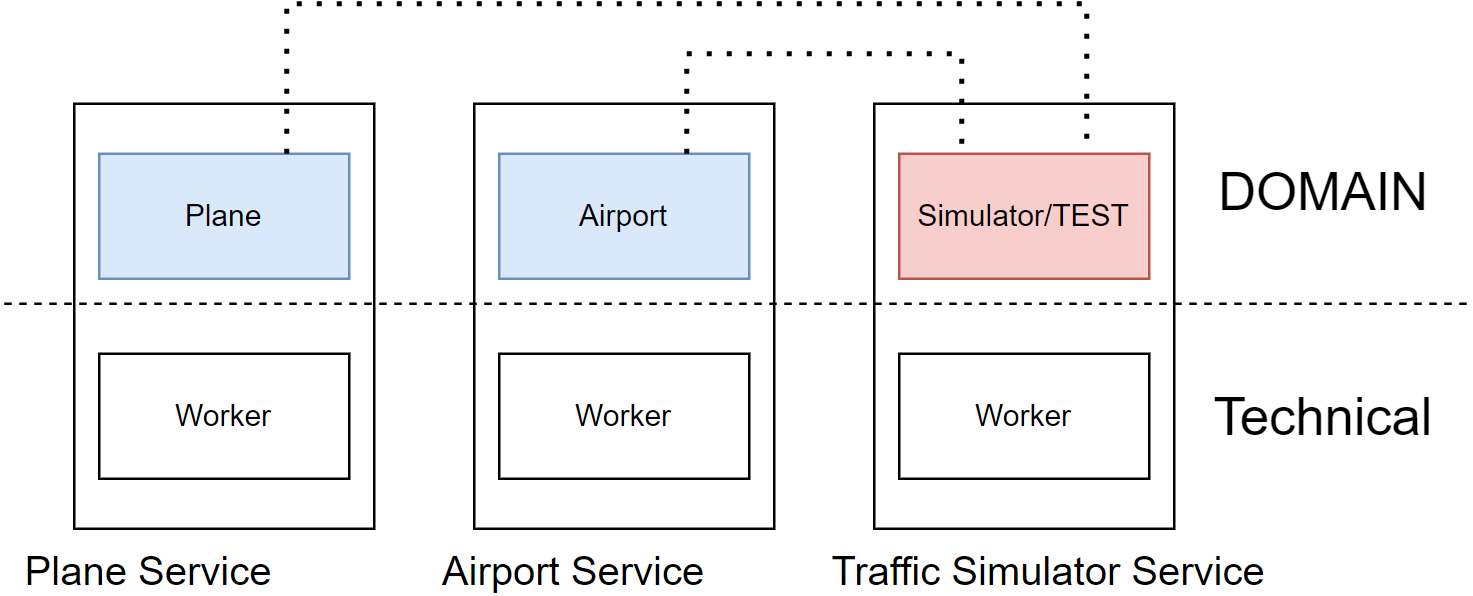 Plane
Airport
Simulator/TEST
DOMAIN
Worker
Worker
Worker
Technical
Plane Service
Airport Service
Traffic Simulator Service